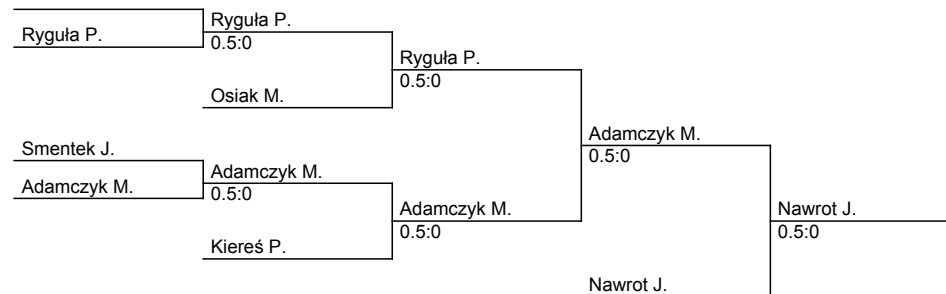 Ryguła P.
Ryguła P.
0.5:0
Osiak M.
Ryguła P.
0.5:0
Smentek J.
Adamczyk M.
Adamczyk M.
0.5:0
Kiereś P.
Adamczyk M.
0.5:0
Adamczyk M.
0.5:0
Nawrot J.
Nawrot J.
0.5:0